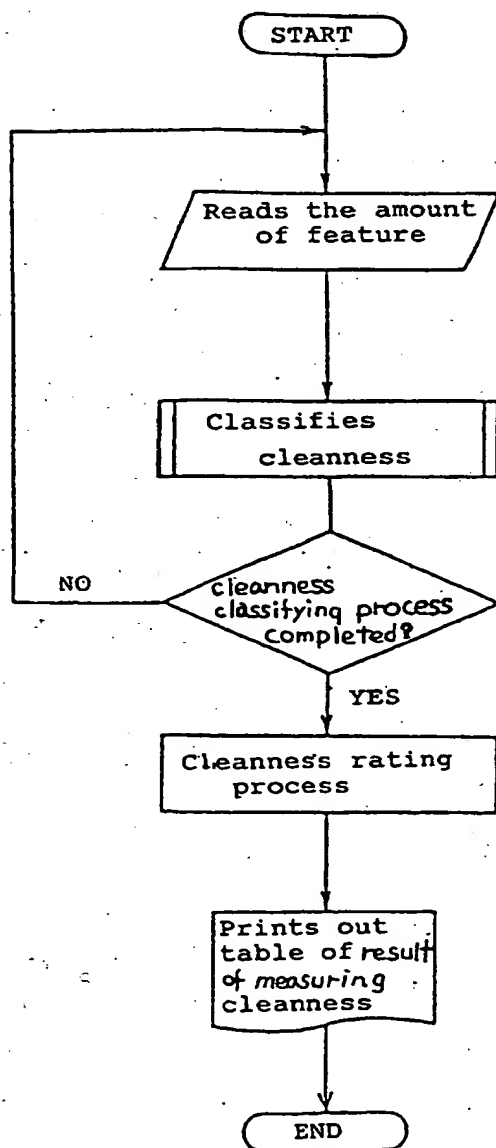 START
Reads the amount
of feature
Classifies
cleanness
NO
cleanness
classifying process
completed?
YES
Cleanness rating
process
Prints out
table of result
of measuring
cleanness
END